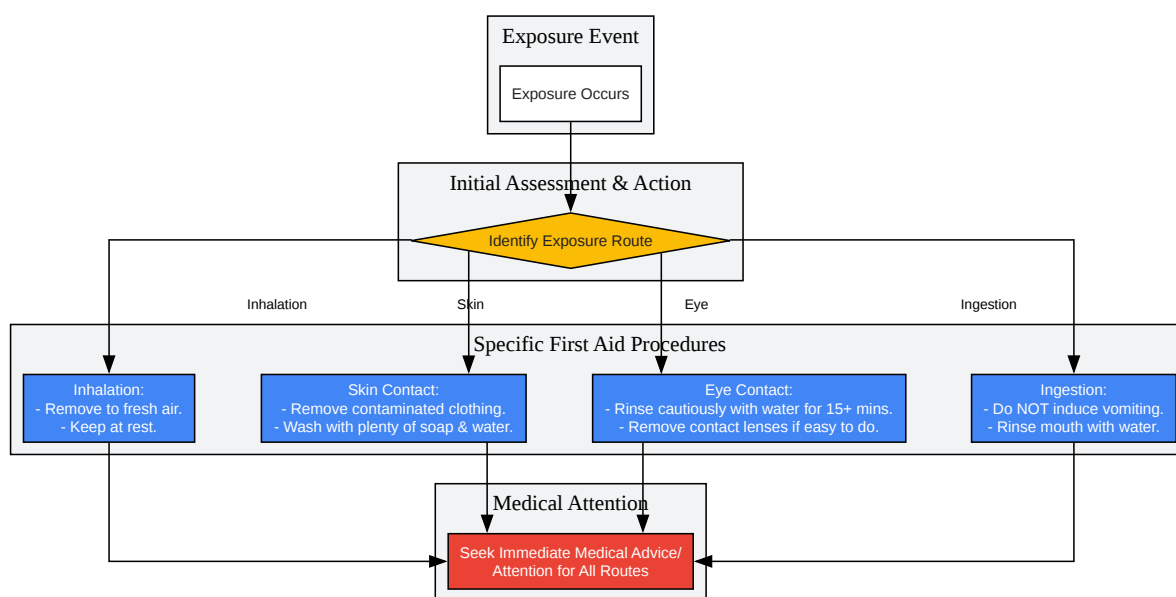 Exposure Event
Exposure Occurs
Initial Assessment & Action
Identify Exposure Route
Inhalation
Skin
Eye
Ingestion
Specific First Aid Procedures
Inhalation:
- Remove to fresh air.
- Keep at rest.
Skin Contact:
- Remove contaminated clothing.
- Wash with plenty of soap & water.
Eye Contact:
- Rinse cautiously with water for 15+ mins.
- Remove contact lenses if easy to do.
Ingestion:
- Do NOT induce vomiting.
- Rinse mouth with water.
Medical Attention
Seek Immediate Medical Advice/
Attention for All Routes